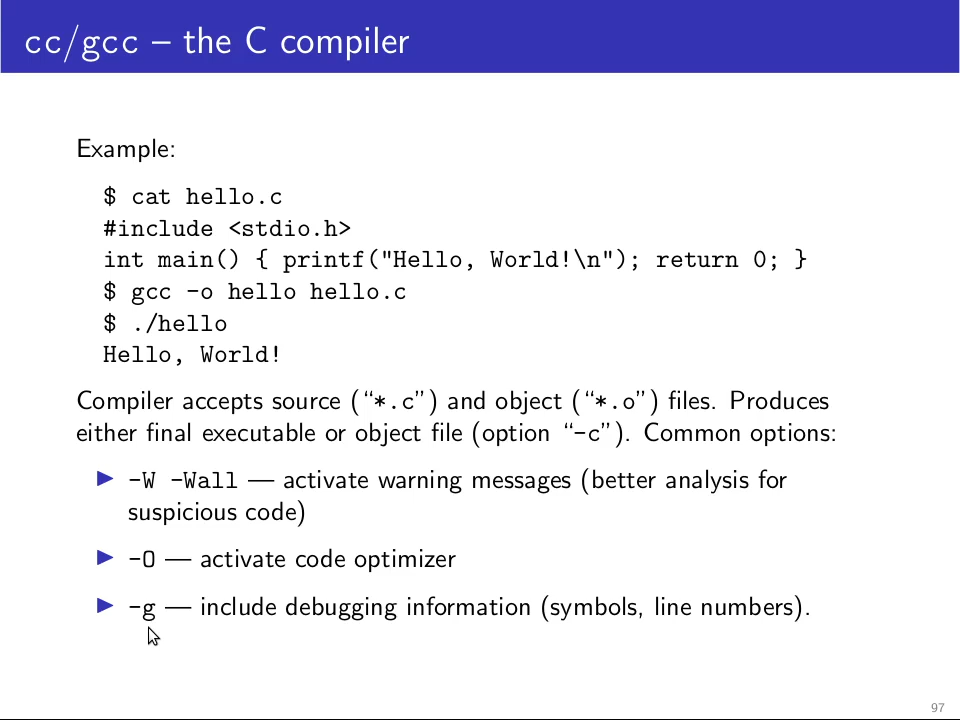 cc/gcc – the C compiler
Example:
$ cat hello.c
#include <stdio.h>
int main() { printf("Hello, World!\n"); return 0; }
$ gcc -o hello hello.c
$ ./hello
Hello, World!
Compiler accepts source (“*.c”) and object (“*.o”) files. Produces
either final executable or object file (option “-c”). Common options:
▶ -W -Wall — activate warning messages (better analysis for
suspicious code)
▶ -O — activate code optimizer
▶ -g — include debugging information (symbols, line numbers).
97